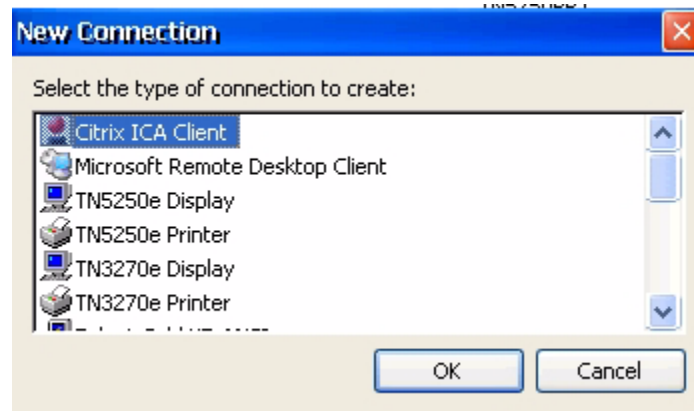 New Connection
Select the type of connection to create:
Citrix ICA Client
Microsoft Remote Desktop Client
TN5250e Display
TN5250e Printer
TN3270e Display
TN3270e Printer
OK Cancel